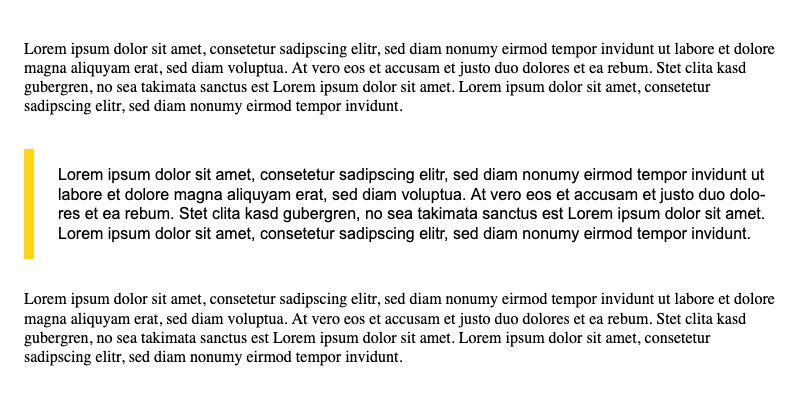 Lorem ipsum dolor sit amet, consetetur sadipscing elitr, sed diam nonumy eirmod tempor invidunt ut labore et dolore
magna aliquyam erat, sed diam voluptua. At vero eos et accusam et justo duo dolores et ea rebum. Stet clita kasd
gubergren, no sea takimata sanctus est Lorem ipsum dolor sit amet. Lorem ipsum dolor sit amet, consetetur
sadipscing elitr, sed diam nonumy eirmod tempor invidunt.
Lorem ipsum dolor sit amet, consetetur sadipscing elitr, sed diam nonumy eirmod tempor invidunt ut
labore et dolore magna aliquyam erat, sed diam voluptua. At vero eos et accusam et justo duo dolo-
res et ea rebum. Stet clita kasd gubergren, no sea takimata sanctus est Lorem ipsum dolor sit amet.
Lorem ipsum dolor sit amet, consetetur sadipscing elitr, sed diam nonumy eirmod tempor invidunt.
Lorem ipsum dolor sit amet, consetetur sadipscing elitr, sed diam nonumy eirmod tempor invidunt ut labore et dolore
magna aliquyam erat, sed diam voluptua. At vero eos et accusam et justo duo dolores et ea rebum. Stet clita kasd
gubergren, no sea takimata sanctus est Lorem ipsum dolor sit amet. Lorem ipsum dolor sit amet, consetetur
sadipscing elitr, sed diam nonumy eirmod tempor invidunt.